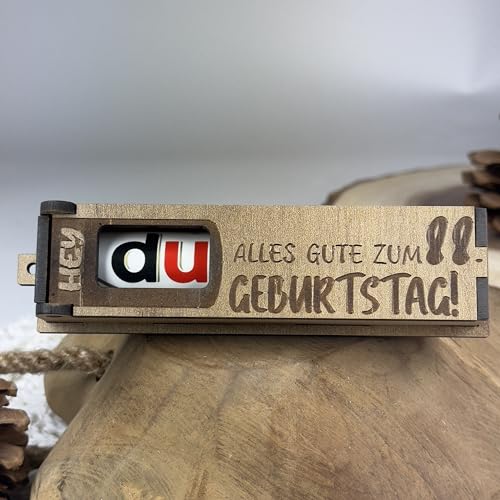 HEY
du
ALLES GUTE ZUM 88.
GEBURTSTAG!